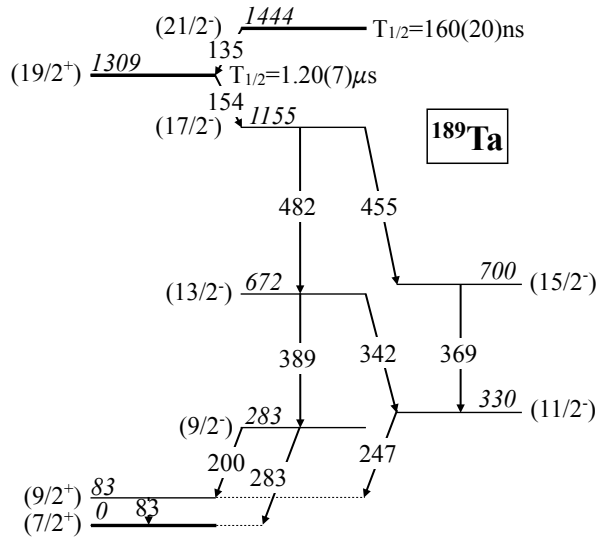 (21/2⁻) 1444 T₁/₂=160(20)ns
135
(19/2⁺) 1309 T₁/₂=1.20(7)μs
154
(17/2⁻) 1155
¹⁸⁹Ta
482 455
700 (15/2⁻)
(13/2⁻) 672
389 342 369
330 (11/2⁻)
(9/2⁻) 283
200 283 247
(9/2⁺) 83
(7/2⁺) 0 83